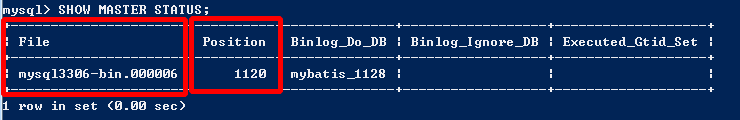 mysql> SHOW MASTER STATUS;
+----------------------+----------+--------------+------------------+-------------------+
| File | Position | Binlog_Do_DB | Binlog_Ignore_DB | Executed_Gtid_Set |
+----------------------+----------+--------------+------------------+-------------------+
| mysql3306-bin.000006 | 1120 | mybatis_1128 | | |
+----------------------+----------+--------------+------------------+-------------------+
1 row in set (0.00 sec)